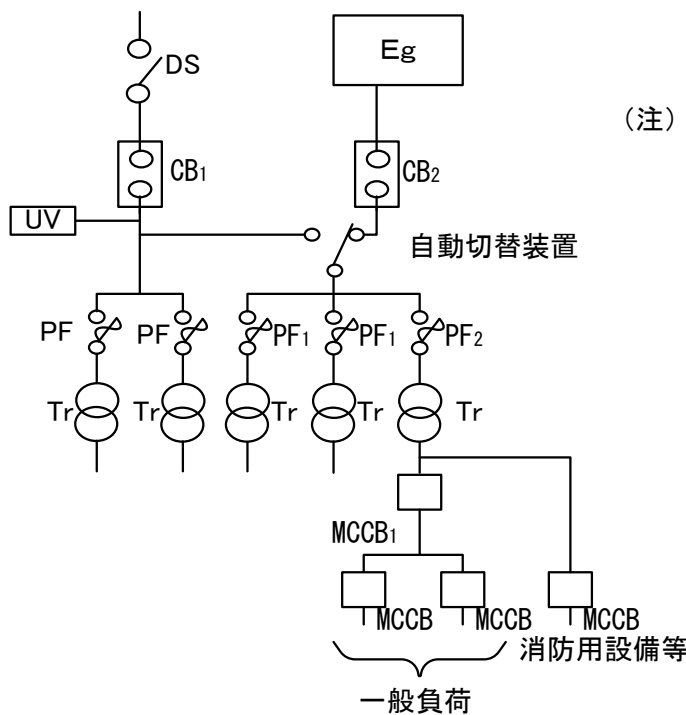 DS
Eg
(注)
CB1
CB2
UV
自動切替装置
PF
PF
PF1
PF1
PF2
Tr
Tr
Tr
Tr
Tr
MCCB1
MCCB
MCCB
MCCB
消防用設備等
一般負荷